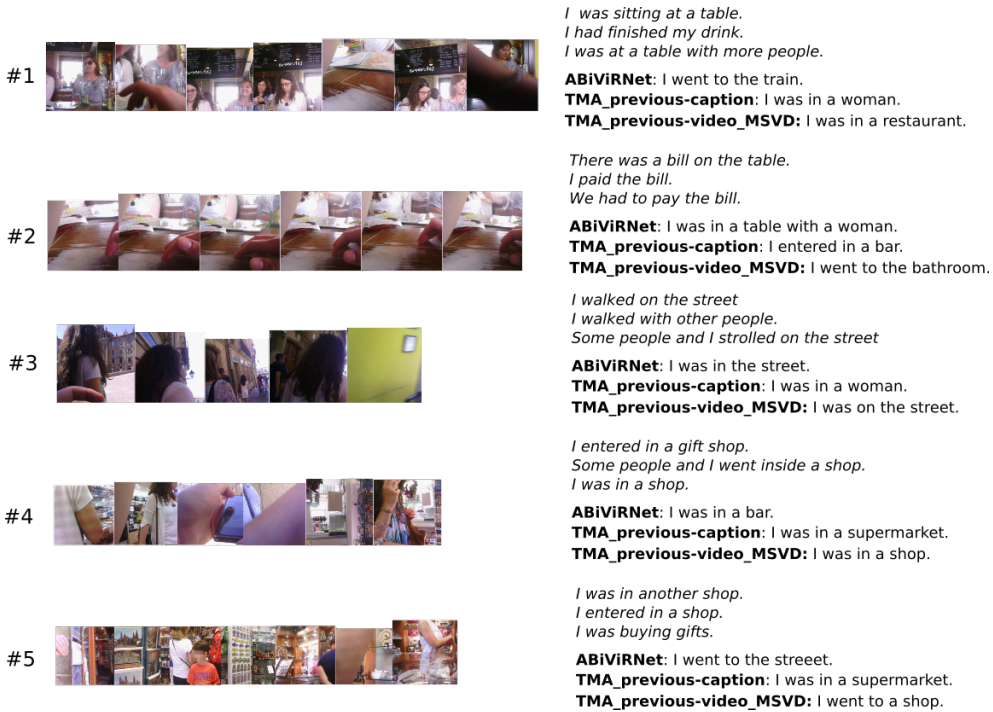 #1
I was sitting at a table.
I had finished my drink.
I was at a table with more people.
ABiViRNet: I went to the train.
TMA_previous-caption: I was in a woman.
TMA_previous-video_MSVD: I was in a restaurant.
#2
There was a bill on the table.
I paid the bill.
We had to pay the bill.
ABiViRNet: I was in a table with a woman.
TMA_previous-caption: I entered in a bar.
TMA_previous-video_MSVD: I went to the bathroom.
#3
I walked on the street
I walked with other people.
Some people and I strolled on the street
ABiViRNet: I was in the street.
TMA_previous-caption: I was in a woman.
TMA_previous-video_MSVD: I was on the street.
#4
I entered in a gift shop.
Some people and I went inside a shop.
I was in a shop.
ABiViRNet: I was in a bar.
TMA_previous-caption: I was in a supermarket.
TMA_previous-video_MSVD: I was in a shop.
#5
I was in another shop.
I entered in a shop.
I was buying gifts.
ABiViRNet: I went to the streeet.
TMA_previous-caption: I was in a supermarket.
TMA_previous-video_MSVD: I went to a shop.